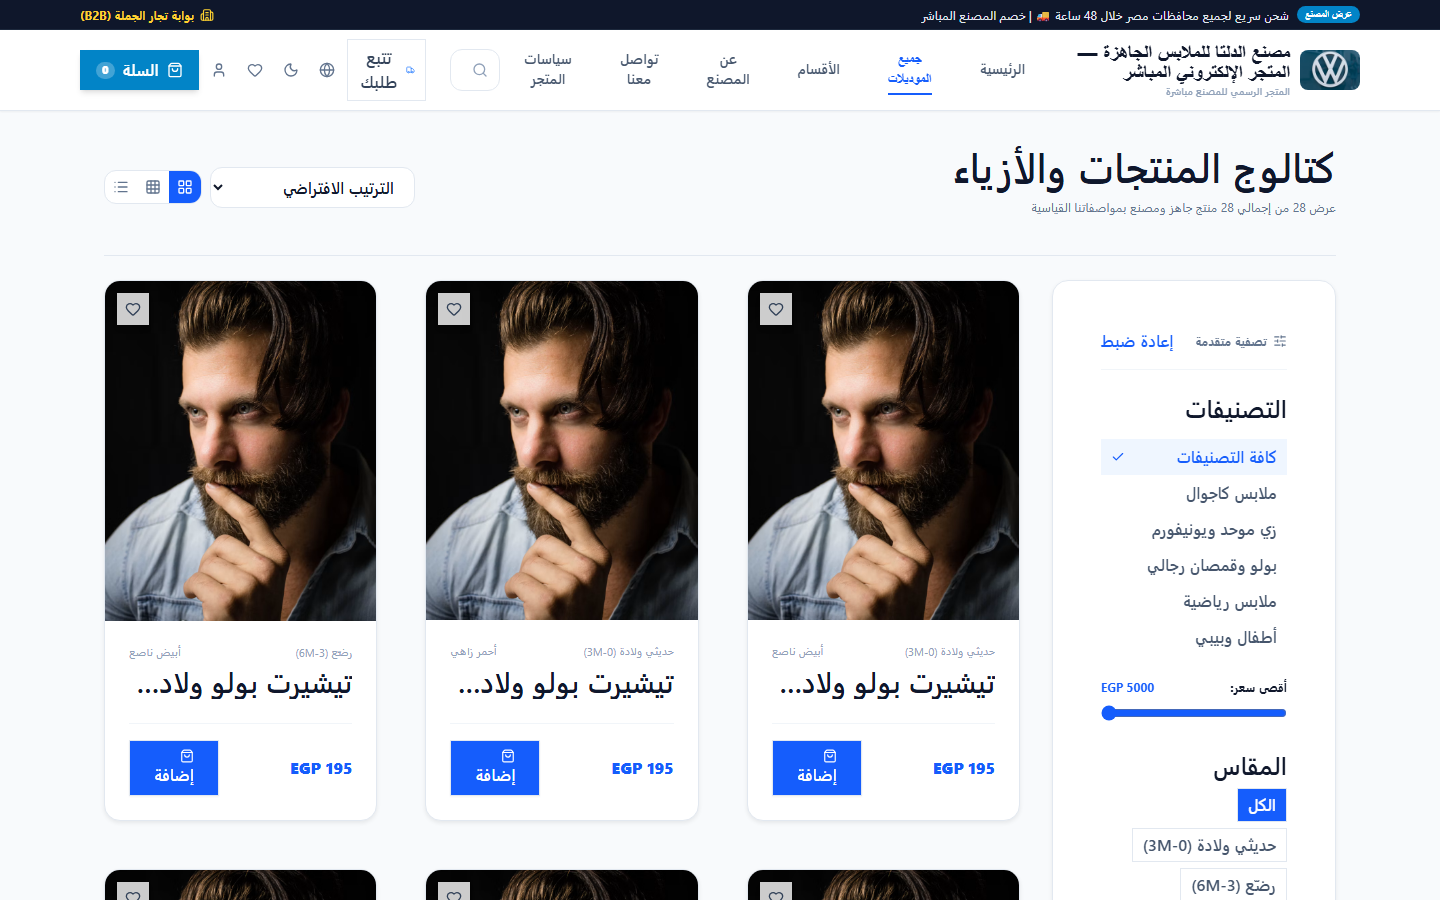 عرض المصنع
شحن سريع لجميع محافظات مصر خلال 48 ساعة 🚚 | خصم المصنع المباشر
بوابة تجار الجملة (B2B)
مصنع الدلتا للملابس الجاهزة —
المتجر الإلكتروني المباشر
المتجر الرسمي للمصنع مباشرة
الرئيسية
جميع
الموديلات
الأقسام
عن
المصنع
تواصل
معنا
سياسات
المتجر
تتبع
طلبك
السلة
0
كتالوج المنتجات والأزياء
عرض 28 من إجمالي 28 منتج جاهز ومصنع بمواصفاتنا القياسية
الترتيب الافتراضي
تصفية متقدمة
إعادة ضبط
التصنيفات
كافة التصنيفات
ملابس كاجوال
زي موحد ويونيفورم
بولو وقمصان رجالي
ملابس رياضية
أطفال وبيبي
أقصى سعر:
EGP 5000
المقاس
الكل
حديثي ولادة (0-3M)
رضّع (3-6M)
حديثي ولادة (0-3M)
أبيض ناصع
تيشيرت بولو ولاد...
EGP 195
إضافة
حديثي ولادة (0-3M)
أحمر زاهي
تيشيرت بولو ولاد...
EGP 195
إضافة
رضّع (3-6M)
أبيض ناصع
تيشيرت بولو ولاد...
EGP 195
إضافة